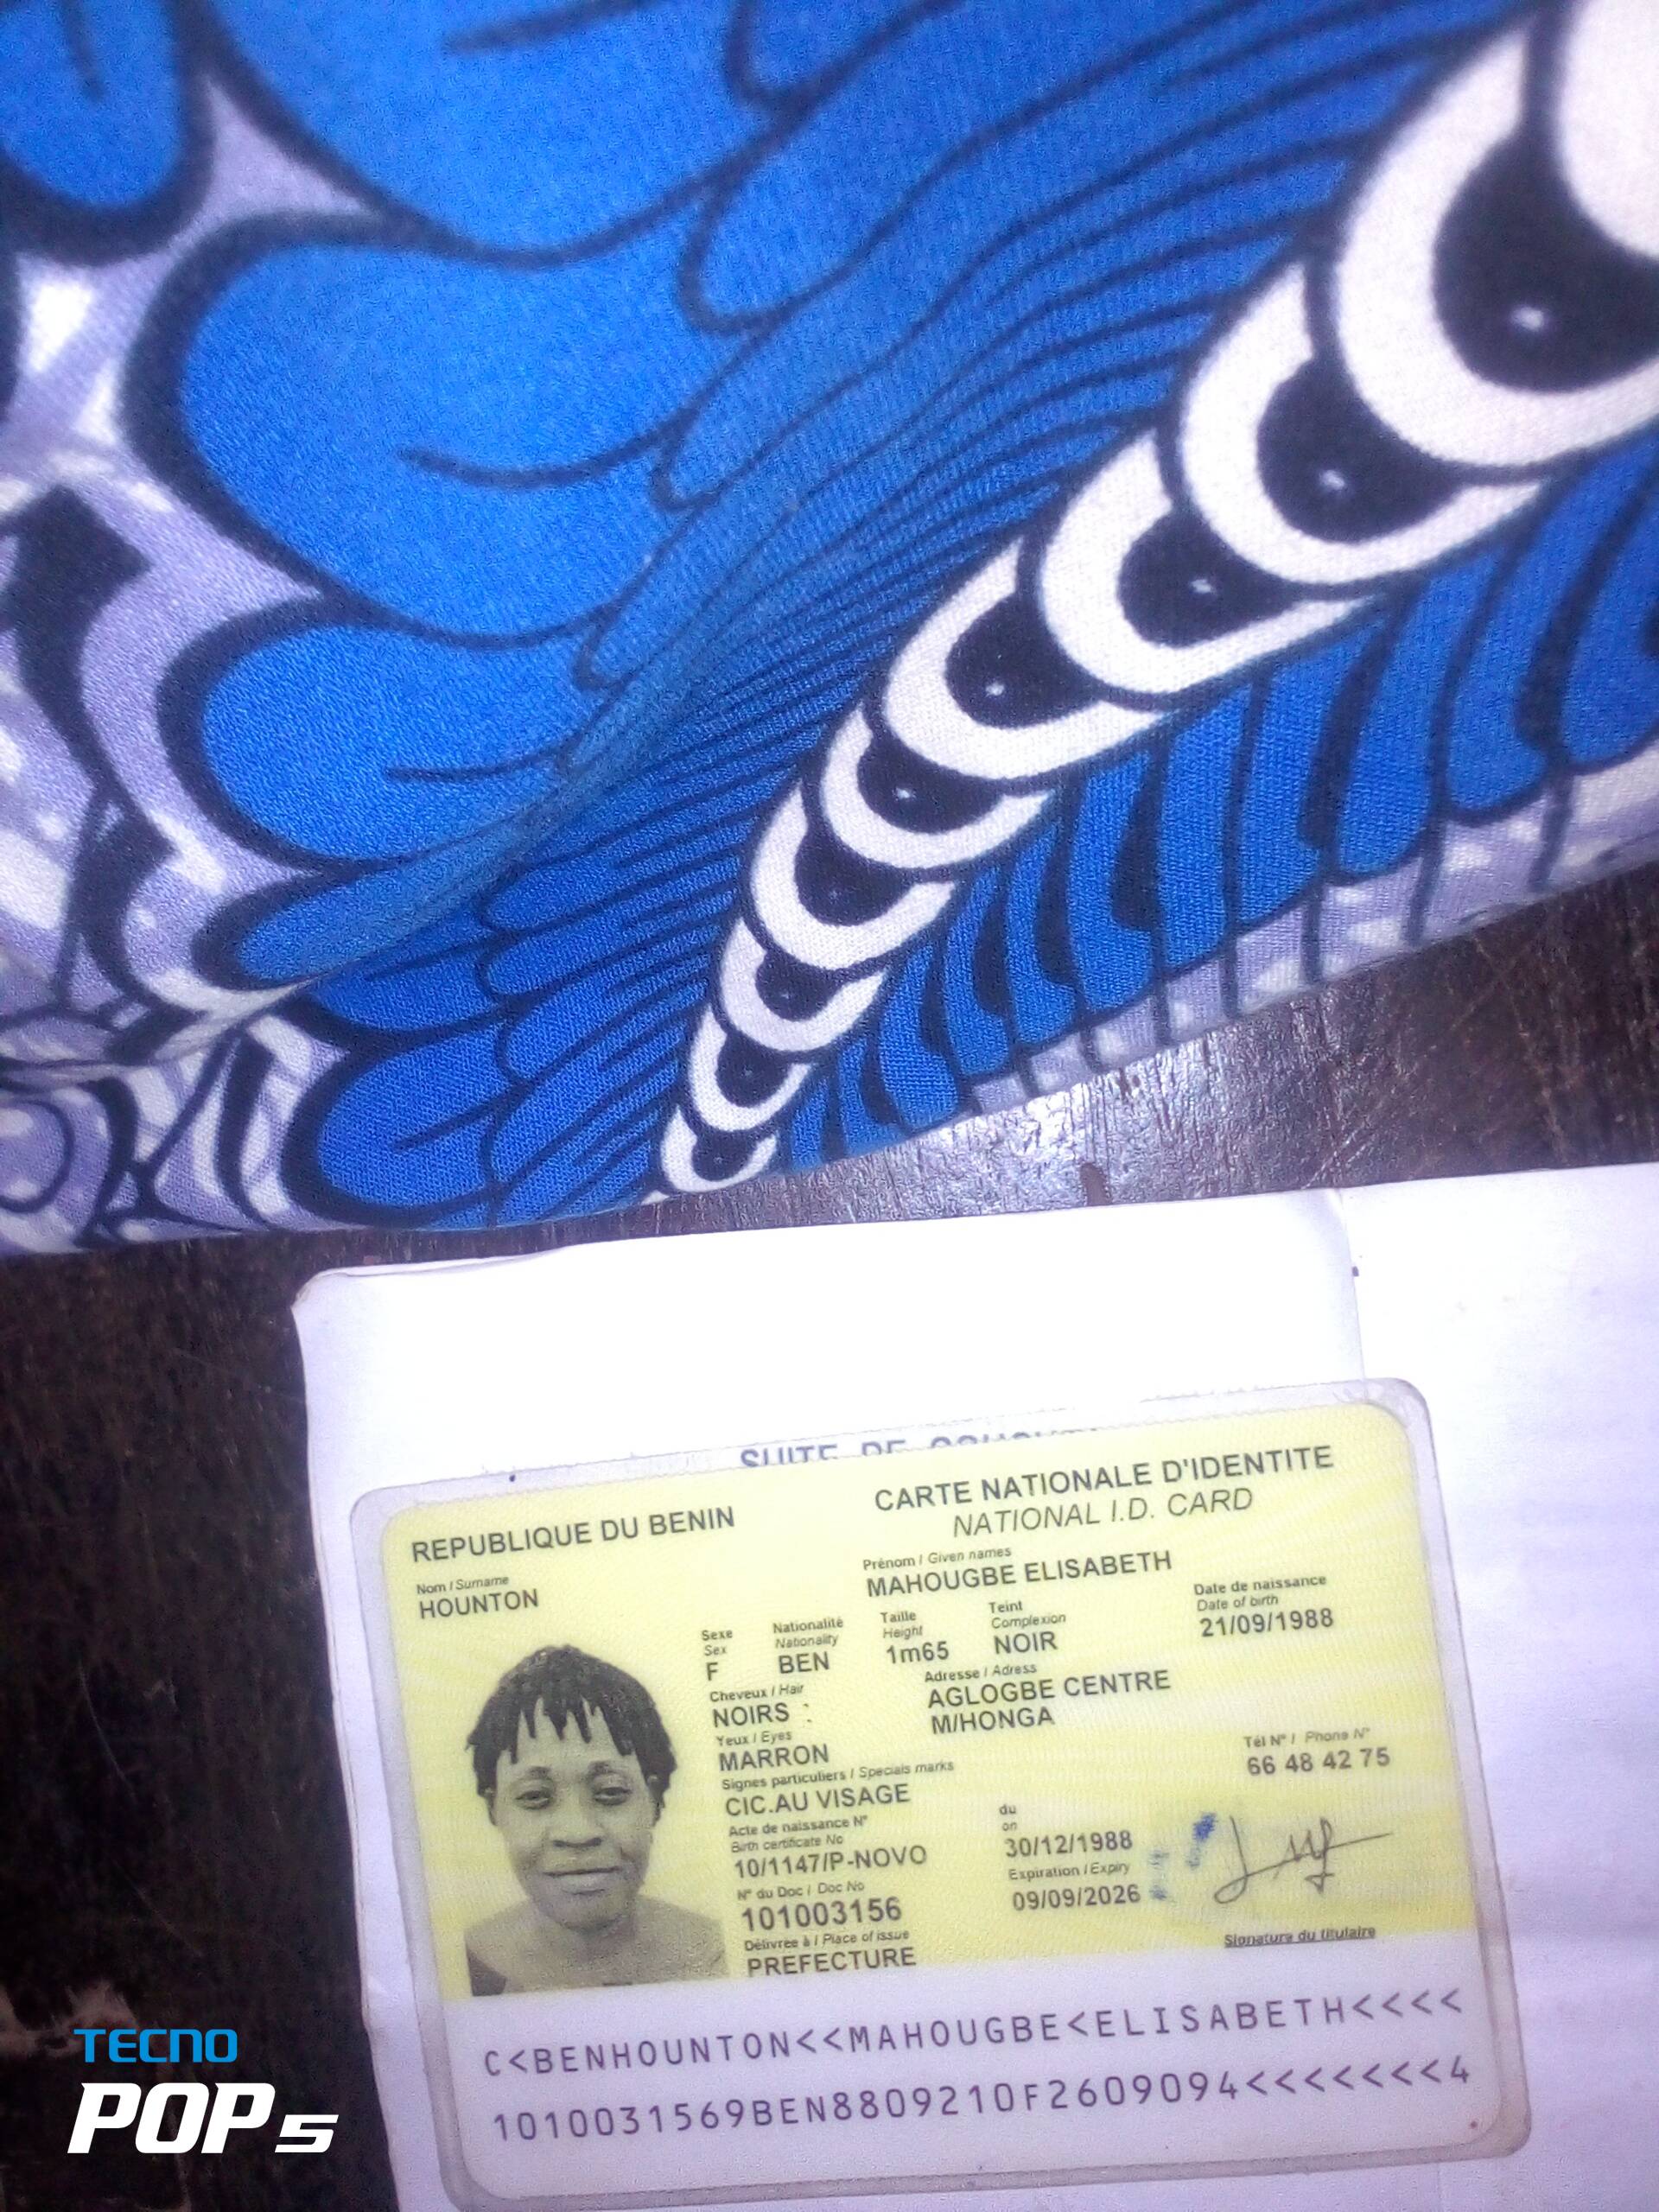 SUITE DE
REPUBLIQUE DU BENIN
CARTE NATIONALE D'IDENTITE
NATIONAL I.D. CARD
Nom / Surname
HOUNTON
Prénom / Given names
MAHOUGBE ELISABETH
Sexe
Sex
F
Nationalité
Nationality
BEN
Taille
Height
1m65
Teint
Complexion
NOIR
Date de naissance
Date of birth
21/09/1988
Cheveux / Hair
NOIRS :
Adresse / Adress
AGLOGBE CENTRE
M/HONGA
Yeux / Eyes
MARRON
Tél N° / Phone N°
66 48 42 75
Signes particuliers / Specials marks
CIC.AU VISAGE
Acte de naissance N°
Birth certificate No
10/1147/P-NOVO
du
on
30/12/1988
N° du Doc / Doc No
101003156
Expiration / Expiry
09/09/2026
Délivrée à / Place of issue
PREFECTURE
Signature du titulaire
C<BENHOUNTON<<MAHOUGBE<ELISABETH<<<<
1010031569BEN8809210F2609094<<<<<<<4
TECNO
POP 5